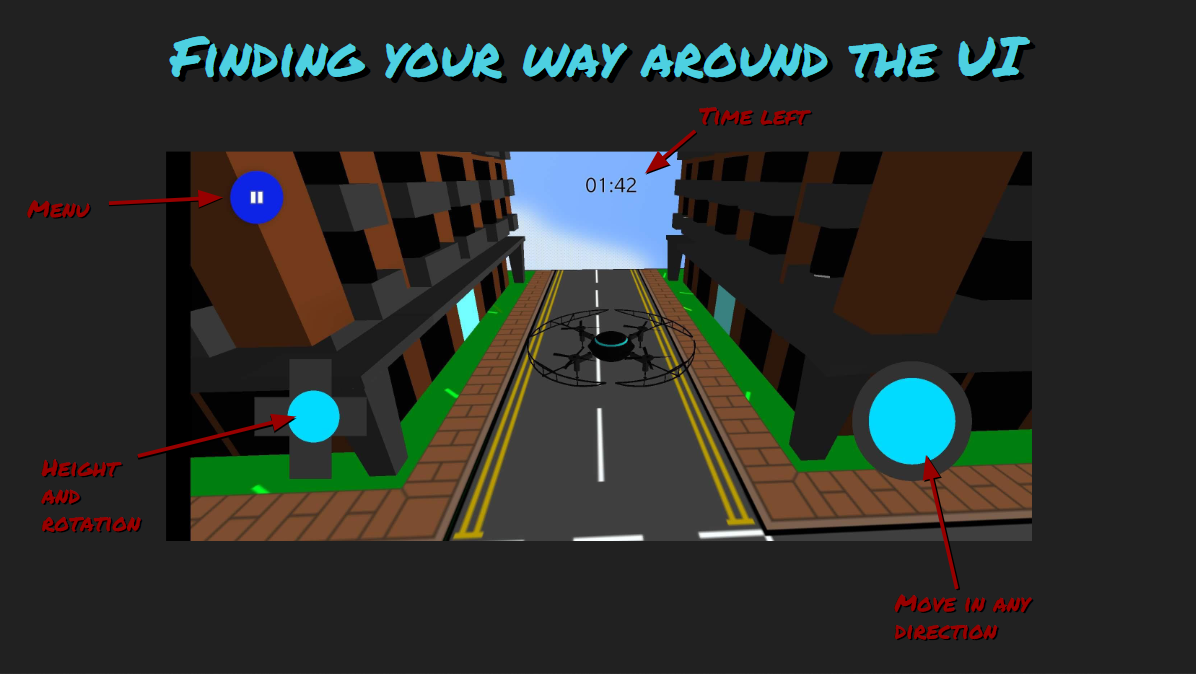 Finding your way around the UI
Time left
01:42
Menu
Height
and
rotation
Move in any
direction